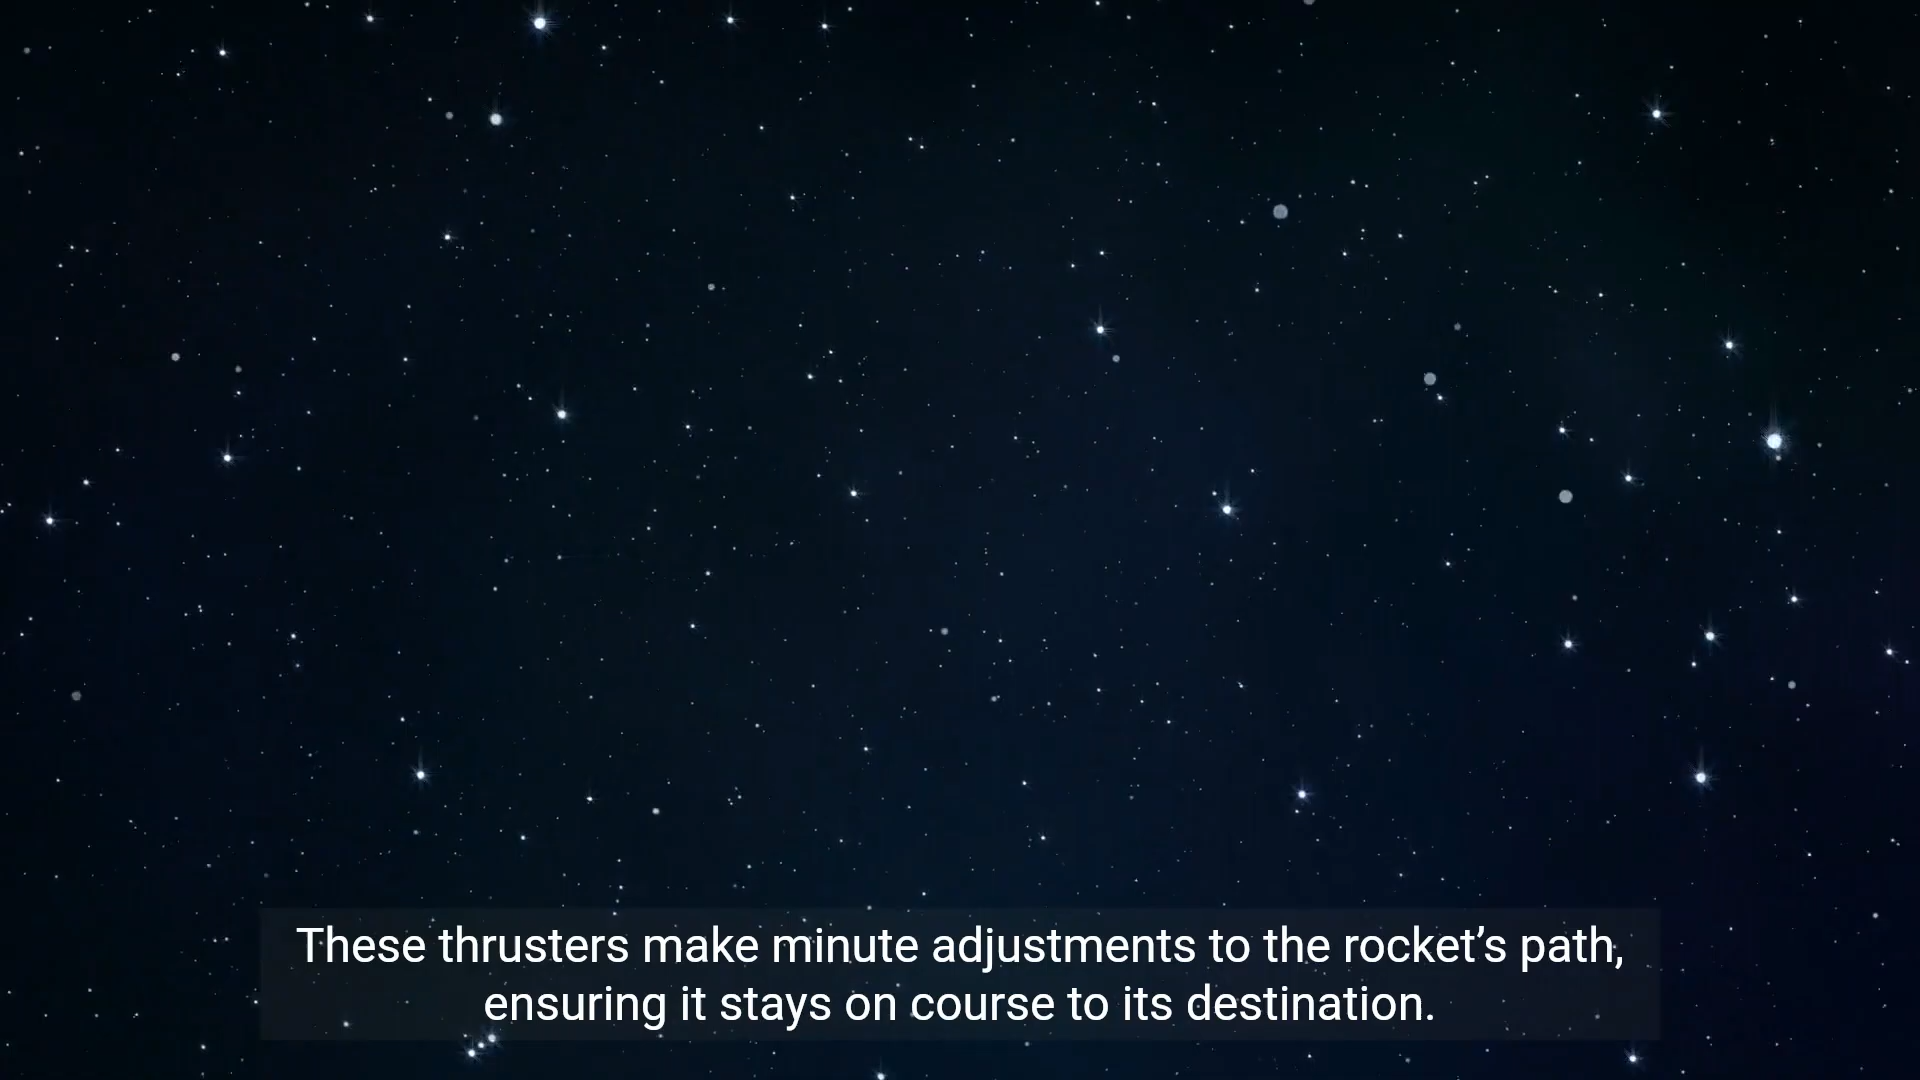 These thrusters make minute adjustments to the rocket’s path,
ensuring it stays on course to its destination.